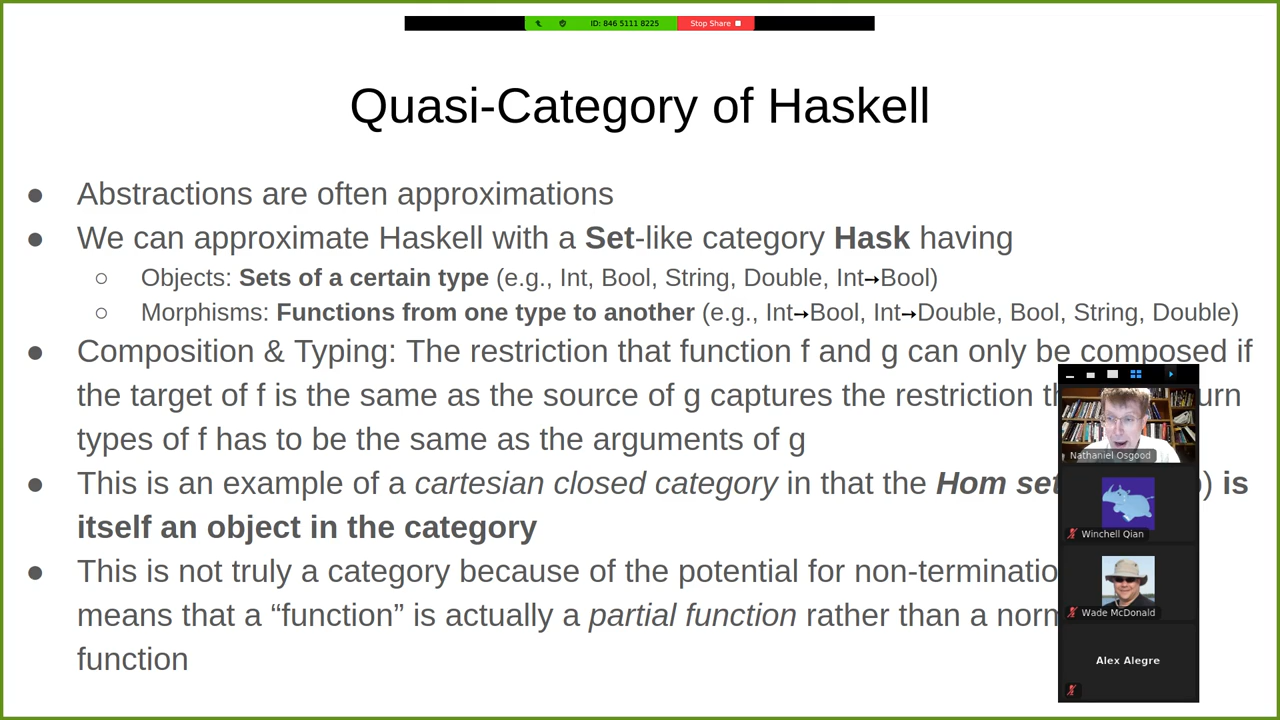 ID: 846 5111 8225 Stop Share
Quasi-Category of Haskell
● Abstractions are often approximations
● We can approximate Haskell with a Set-like category Hask having
○ Objects: Sets of a certain type (e.g., Int, Bool, String, Double, Int→Bool)
○ Morphisms: Functions from one type to another (e.g., Int→Bool, Int→Double, Bool, String, Double)
● Composition & Typing: The restriction that function f and g can only be composed if
the target of f is the same as the source of g captures the restriction
types of f has to be the same as the arguments of g
● This is an example of a cartesian closed category in that the Hom set ) is
itself an object in the category
● This is not truly a category because of the potential for
means that a “function” is actually a partial function rather than a
function
Nathaniel Osgood
Winchell Qian
Wade McDonald
Alex Alegre